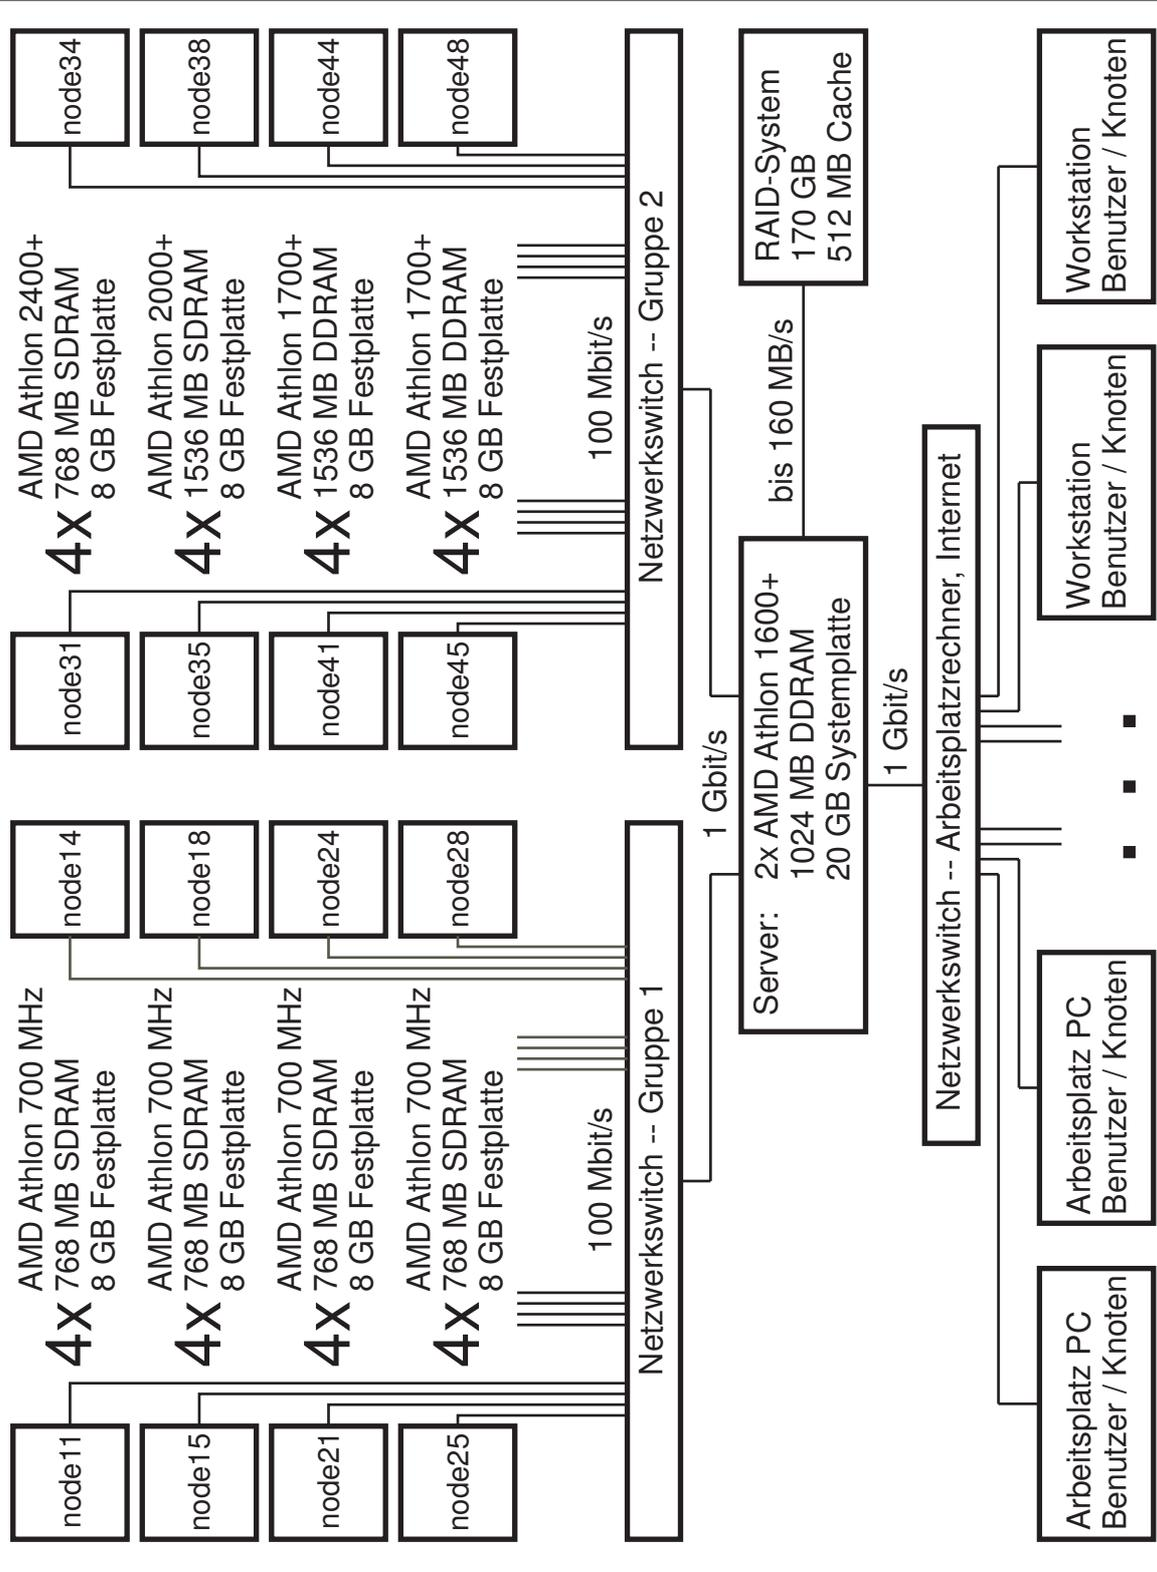 node11
4x
AMD Athlon 700 MHz
768 MB SDRAM
8 GB Festplatte
node14
node15
4x
AMD Athlon 700 MHz
768 MB SDRAM
8 GB Festplatte
node18
node21
4x
AMD Athlon 700 MHz
768 MB SDRAM
8 GB Festplatte
node24
node25
4x
AMD Athlon 700 MHz
768 MB SDRAM
8 GB Festplatte
node28
100 Mbit/s
Netzwerkswitch -- Gruppe 1
node31
4x
AMD Athlon 2400+
768 MB SDRAM
8 GB Festplatte
node34
node35
4x
AMD Athlon 2000+
1536 MB SDRAM
8 GB Festplatte
node38
node41
4x
AMD Athlon 1700+
1536 MB DDRAM
8 GB Festplatte
node44
node45
4x
AMD Athlon 1700+
1536 MB DDRAM
8 GB Festplatte
node48
100 Mbit/s
Netzwerkswitch -- Gruppe 2
1 Gbit/s
Server: 2x AMD Athlon 1600+
1024 MB DDRAM
20 GB Systemplatte
bis 160 MB/s
RAID-System
170 GB
512 MB Cache
1 Gbit/s
Netzwerkswitch -- Arbeitsplatzrechner, Internet
Arbeitsplatz PC
Benutzer / Knoten
Arbeitsplatz PC
Benutzer / Knoten
. . .
Workstation
Benutzer / Knoten
Workstation
Benutzer / Knoten